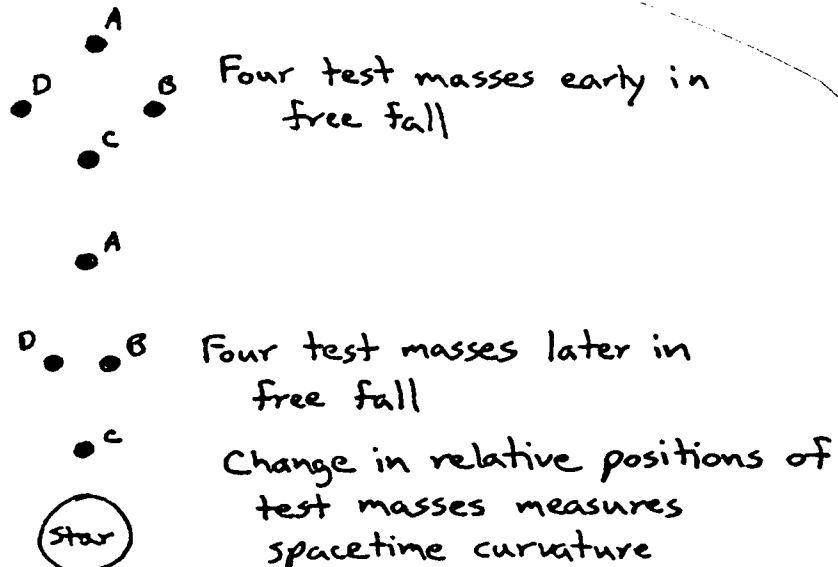 A
D
B
C
Four test masses early in
free fall
A
D
B
C
Four test masses later in
free fall
Change in relative positions of
test masses measures
spacetime curvature
Star